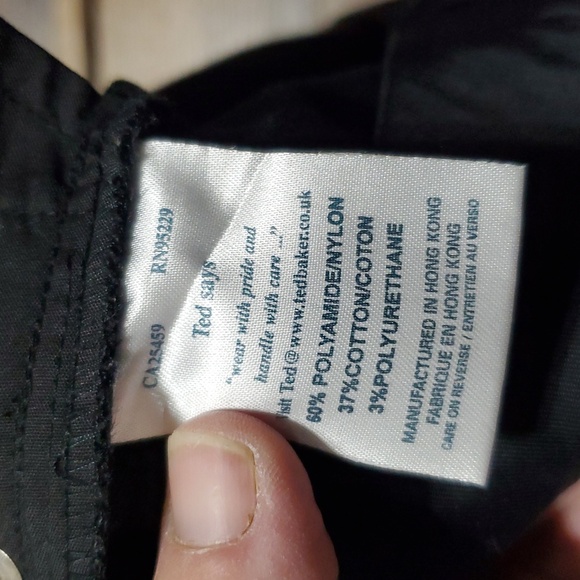 CA25459 RN95229
Ted says
"wear with pride and
handle with care ..."
Ted@www.tedbaker.co.uk
60% POLYAMIDE/NYLON
37%COTTON/COTON
3%POLYURETHANE
MANUFACTURED IN HONG KONG
FABRIQUE EN HONG KONG
CARE ON REVERSE / ENTRETIEN AU VERSO